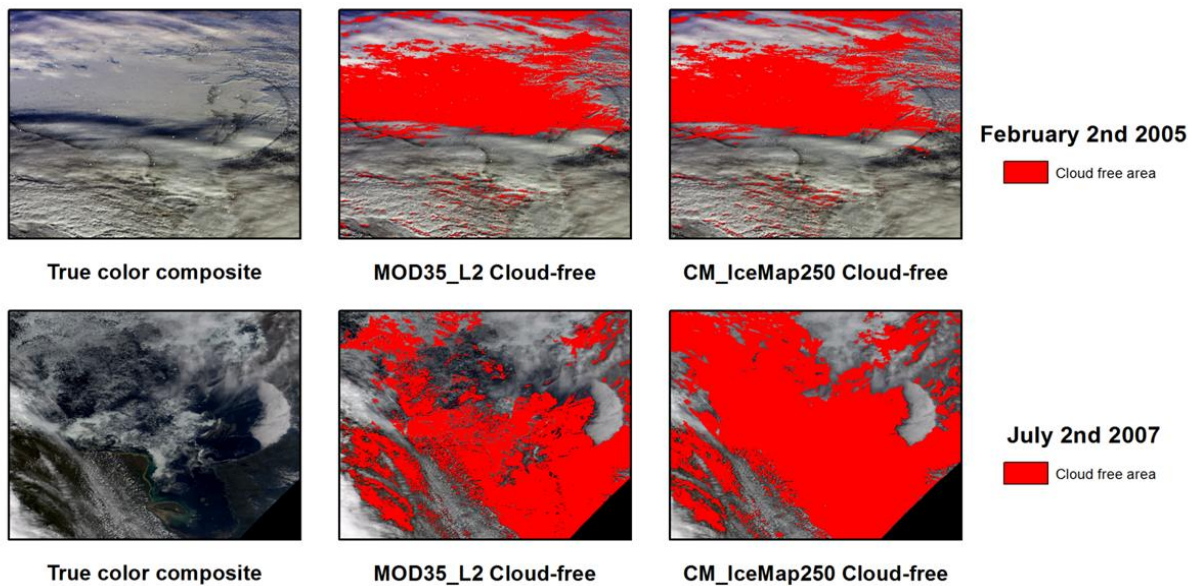 February 2nd 2005
Cloud free area
True color composite
MOD35_L2 Cloud-free
CM_IceMap250 Cloud-free
July 2nd 2007
Cloud free area
True color composite
MOD35_L2 Cloud-free
CM_IceMap250 Cloud-free